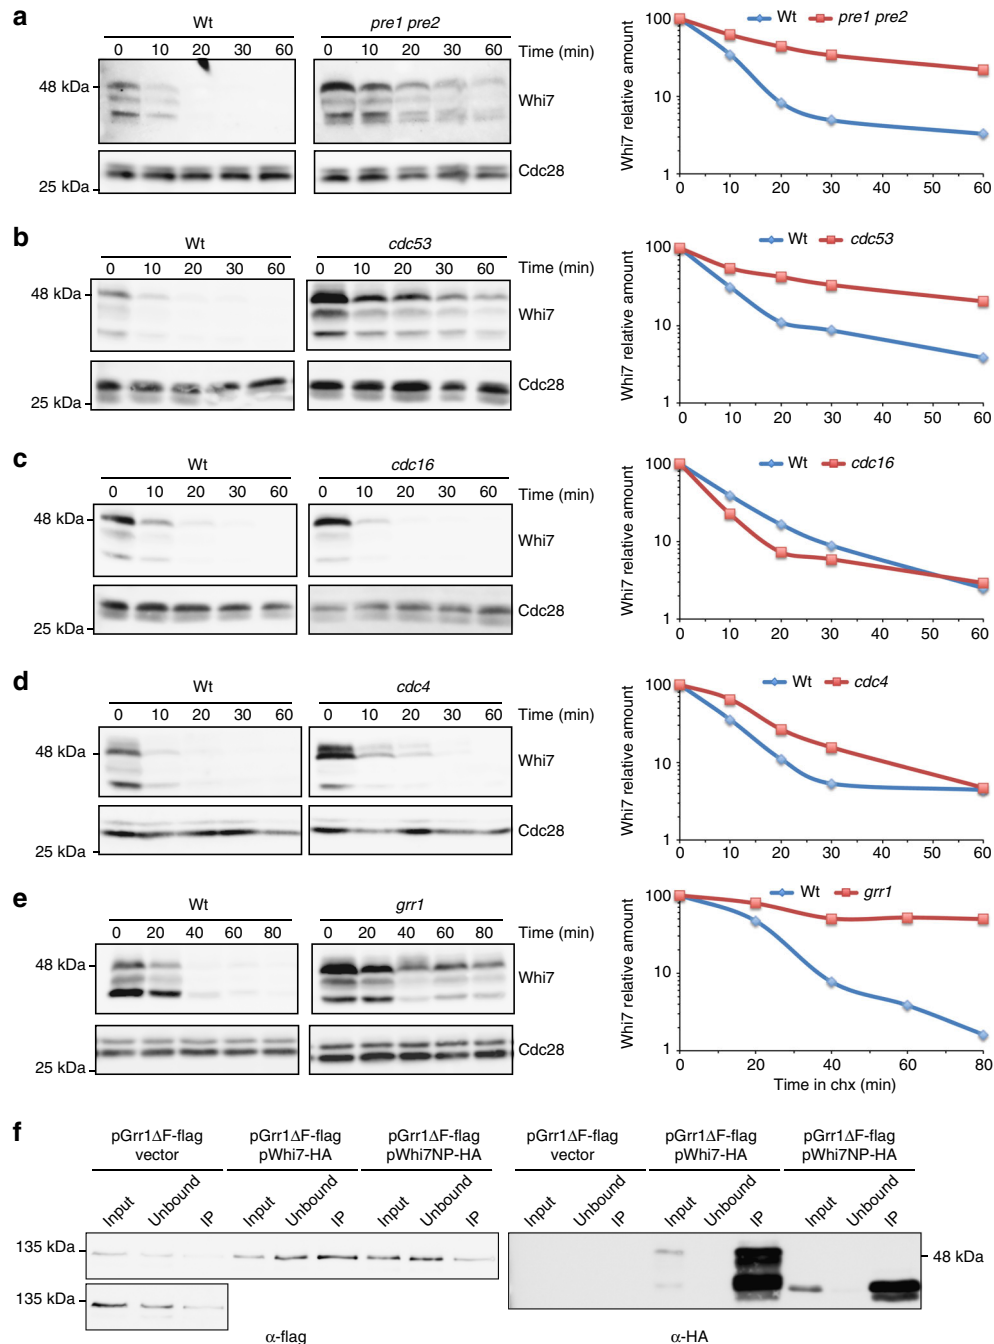 a
Wt
pre1 pre2
0 10 20 30 60
0 10 20 30 60
Time (min)
48 kDa
Whi7
Cdc28
25 kDa
Wt
pre1 pre2
Whi7 relative amount
100
10
1
0 10 20 30 40 50 60
b
Wt
cdc53
0 10 20 30 60
0 10 20 30 60
Time (min)
48 kDa
Whi7
Cdc28
25 kDa
Wt
cdc53
Whi7 relative amount
100
10
1
0 10 20 30 40 50 60
c
Wt
cdc16
0 10 20 30 60
0 10 20 30 60
Time (min)
48 kDa
Whi7
Cdc28
25 kDa
Wt
cdc16
Whi7 relative amount
100
10
1
0 10 20 30 40 50 60
d
Wt
cdc4
0 10 20 30 60
0 10 20 30 60
Time (min)
48 kDa
Whi7
Cdc28
25 kDa
Wt
cdc4
Whi7 relative amount
100
10
1
0 10 20 30 40 50 60
e
Wt
grr1
0 20 40 60 80
0 20 40 60 80
Time (min)
48 kDa
Whi7
Cdc28
25 kDa
Wt
grr1
Whi7 relative amount
100
10
1
0 20 40 60 80
Time in chx (min)
f
pGrr1ΔF-flag
vector
pGrr1ΔF-flag
pWhi7-HA
pGrr1ΔF-flag
pWhi7NP-HA
pGrr1ΔF-flag
vector
pGrr1ΔF-flag
pWhi7-HA
pGrr1ΔF-flag
pWhi7NP-HA
Input Unbound IP Input Unbound IP Input Unbound IP
Input Unbound IP Input Unbound IP Input Unbound IP
135 kDa
48 kDa
135 kDa
α-flag
α-HA